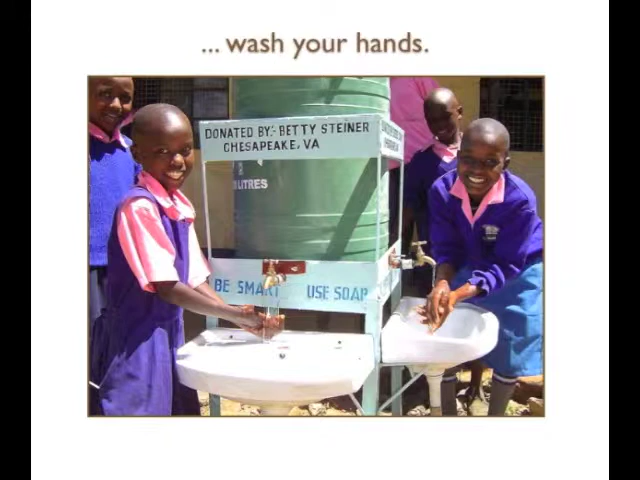 ... wash your hands.
DONATED BY:- BETTY STEINER
CHESAPEAKE, VA
LITRES
BE SMART
USE SOAP